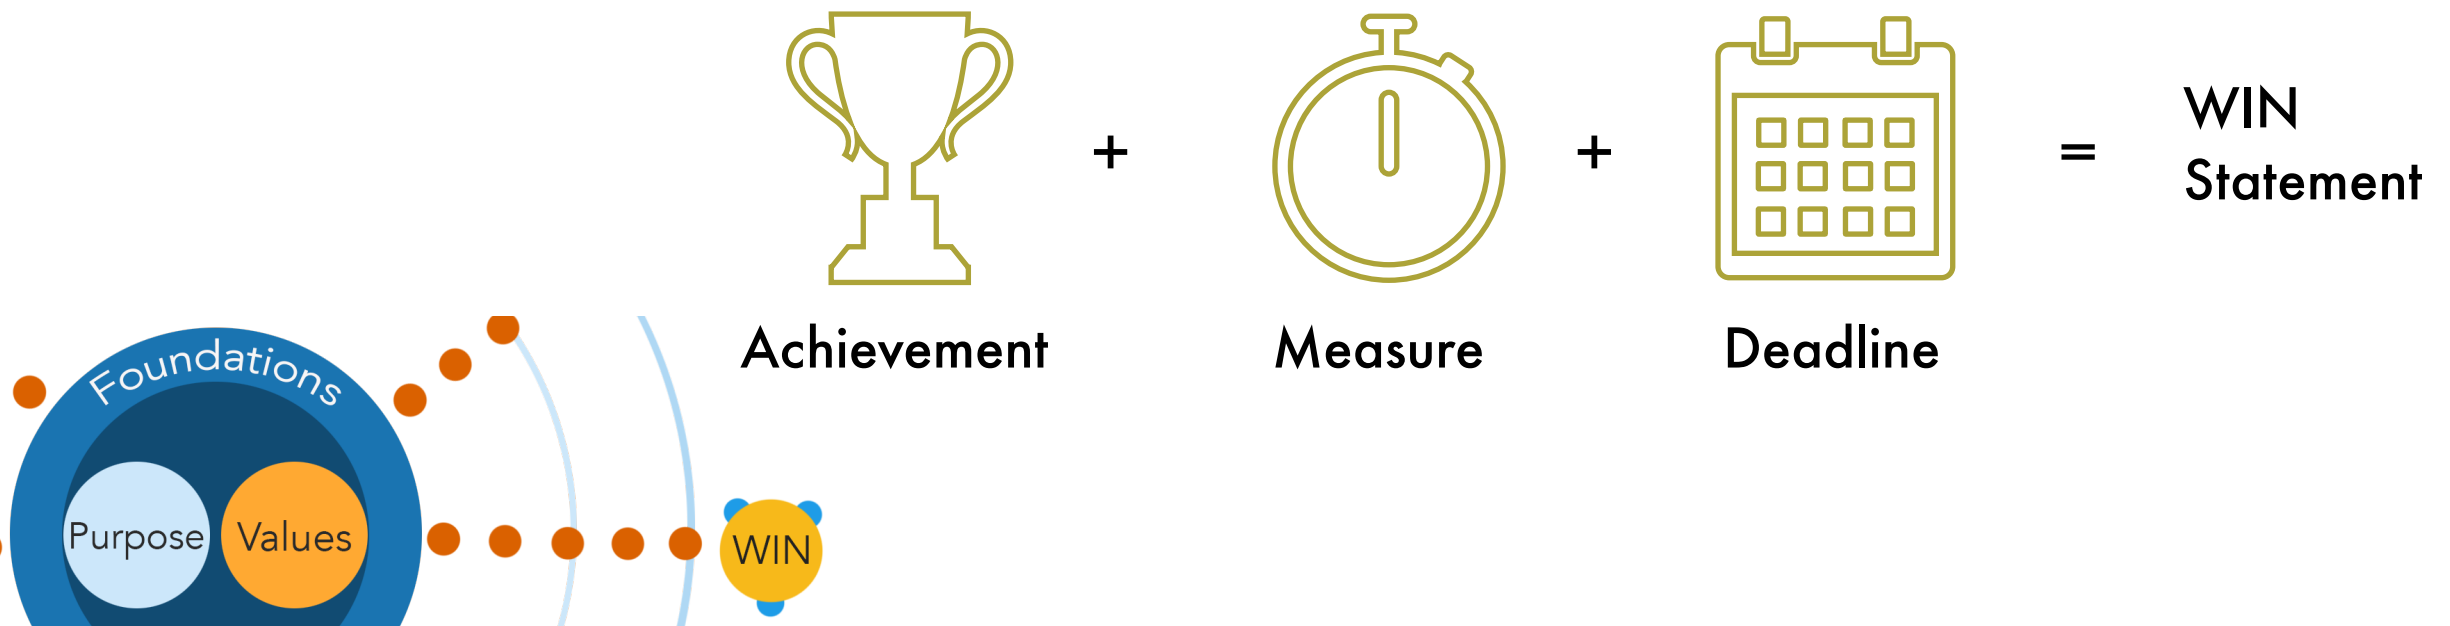 + + = WIN
Statement
Achievement Measure Deadline
Foundations
Purpose Values WIN